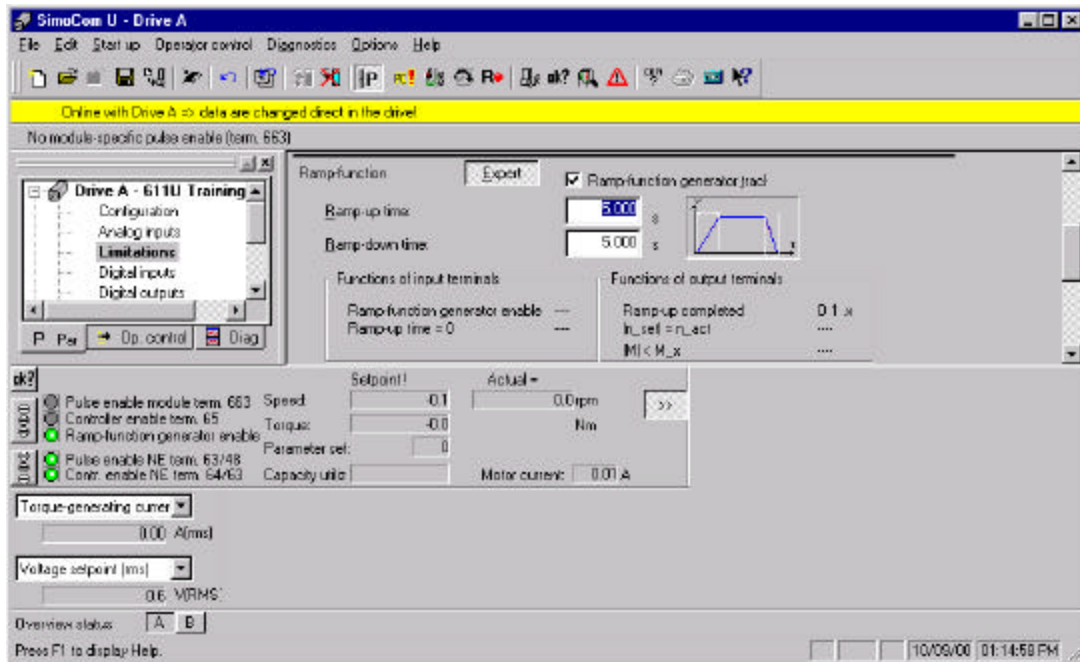 SimoCom U - Drive A
File Edit Start up Operator control Diagnostics Options Help
Online with Drive A => data are changed direct in the drive!
No module-specific pulse enable (term. 663)
Drive A - 611U Training
Configuration
Analog inputs
Limitations
Digital inputs
Digital outputs
P Par Op. control Diag
Ramp-function Expert Ramp-function generator
Ramp-up time: 5.000 s
Ramp-down time: 5.000 s
Functions of input terminals
Ramp-function generator enable ---
Ramp-up time = 0 ---
Functions of output terminals
Ramp-up completed O 1 .x
n_set = n_act ----
|M| < M_x ----
ok?
Setpoint! Actual =
Pulse enable module term. 663
Controller enable term. 65
Ramp-function generator enable
Pulse enable NE term. 63/48
Contr. enable NE term. 64/63
Speed: -0.1 0.0 rpm >>
Torque: -0.0 Nm
Parameter set: 0
Capacity utiliz Motor current: 0.01 A
Torque-generating currer
0.00 A(rms)
Voltage setpoint (rms)
0.6 V(RMS)
Overview status A B
Press F1 to display Help. 10/09/00 01:14:58 PM